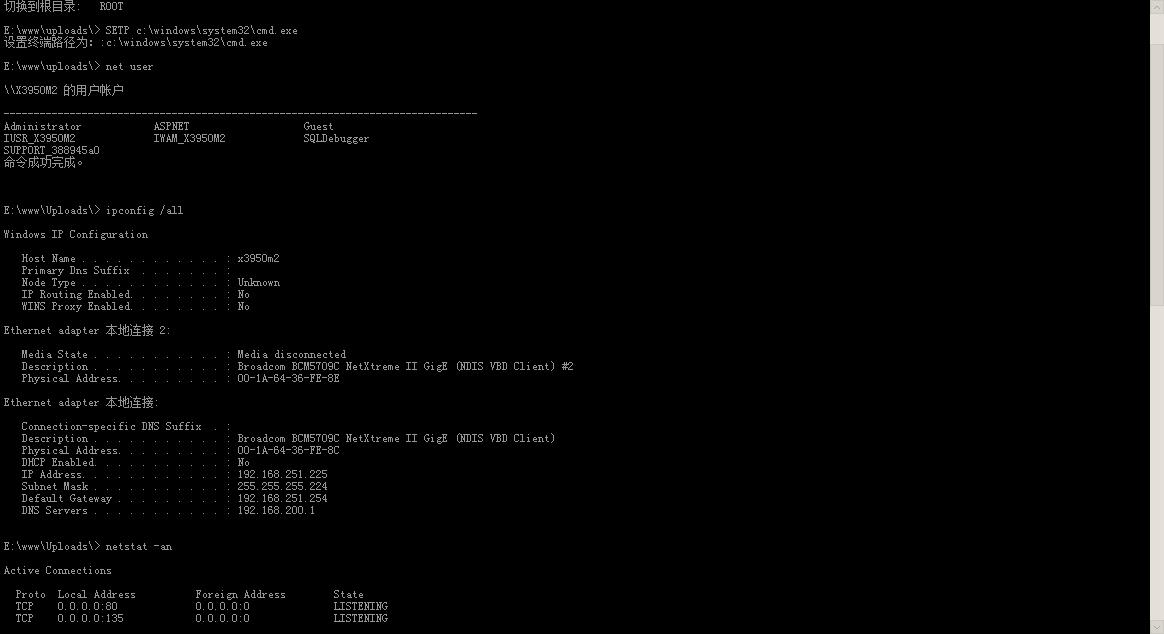 切换到根目录:   ROOT
E:\www\uploads\> SETP c:\windows\system32\cmd.exe
设置终端路径为: :c:\windows\system32\cmd.exe
E:\www\uploads\> net user
\\X3950M2 的用户帐户
-------------------------------------------------------------------------------
Administrator            ASPNET                   Guest
IUSR_X3950M2             IWAM_X3950M2             SQLDebugger
SUPPORT_388945a0
命令成功完成。
E:\www\Uploads\> ipconfig /all
Windows IP Configuration
   Host Name . . . . . . . . . . . . : x3950m2
   Primary Dns Suffix  . . . . . . . :
   Node Type . . . . . . . . . . . . : Unknown
   IP Routing Enabled. . . . . . . . : No
   WINS Proxy Enabled. . . . . . . . : No
Ethernet adapter 本地连接 2:
   Media State . . . . . . . . . . . : Media disconnected
   Description . . . . . . . . . . . : Broadcom BCM5709C NetXtreme II GigE (NDIS VBD Client) #2
   Physical Address. . . . . . . . . : 00-1A-64-36-FE-8E
Ethernet adapter 本地连接:
   Connection-specific DNS Suffix  . :
   Description . . . . . . . . . . . : Broadcom BCM5709C NetXtreme II GigE (NDIS VBD Client)
   Physical Address. . . . . . . . . : 00-1A-64-36-FE-8C
   DHCP Enabled. . . . . . . . . . . : No
   IP Address. . . . . . . . . . . . : 192.168.251.225
   Subnet Mask . . . . . . . . . . . : 255.255.255.224
   Default Gateway . . . . . . . . . : 192.168.251.254
   DNS Servers . . . . . . . . . . . : 192.168.200.1
E:\www\Uploads\> netstat -an
Active Connections
  Proto  Local Address          Foreign Address        State
  TCP    0.0.0.0:80             0.0.0.0:0              LISTENING
  TCP    0.0.0.0:135            0.0.0.0:0              LISTENING